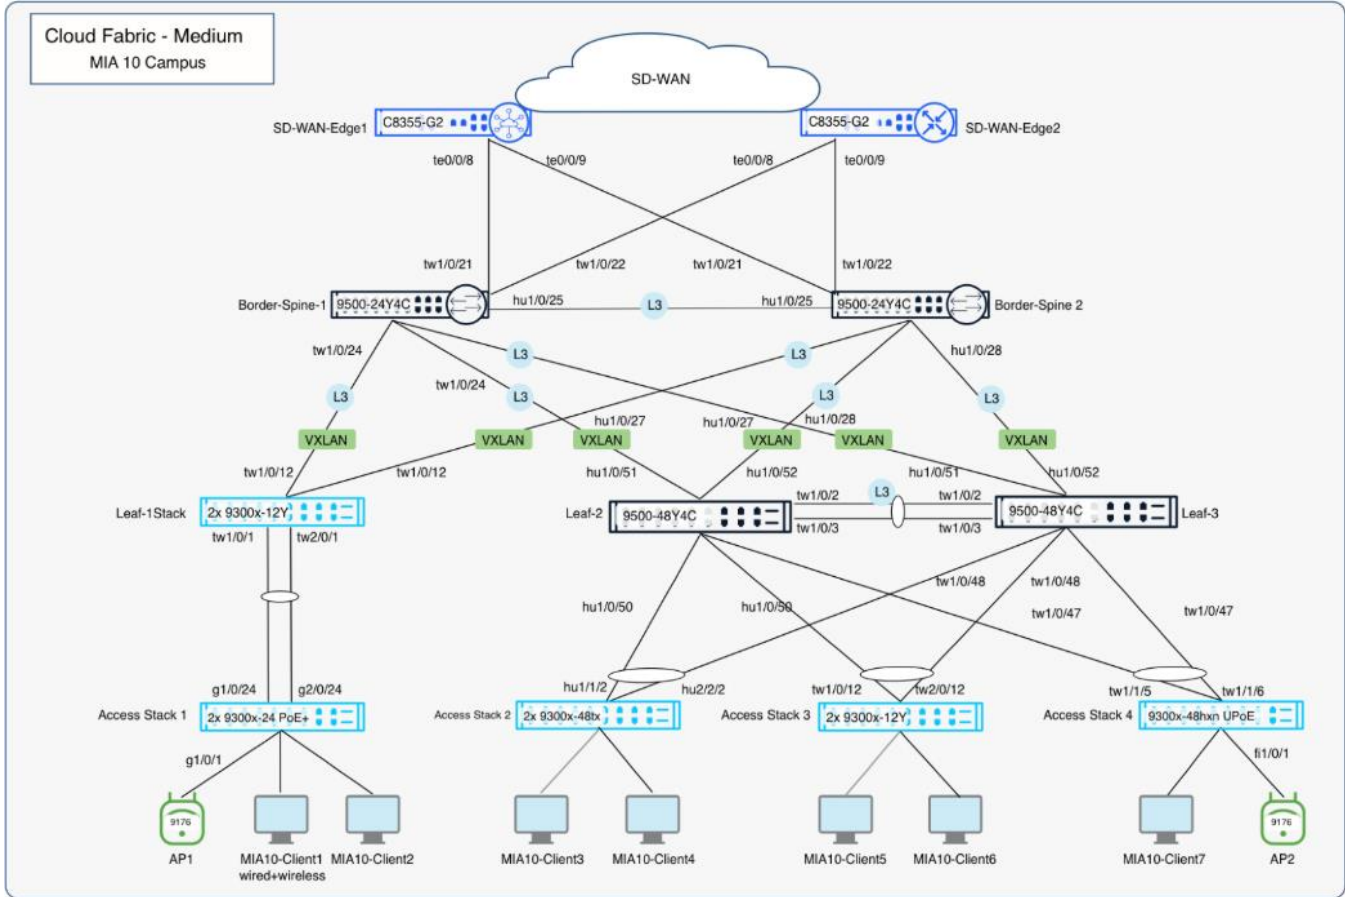 Cloud Fabric - Medium
MIA 10 Campus
SD-WAN
SD-WAN-Edge1
C8355-G2
C8355-G2
SD-WAN-Edge2
te0/0/8
te0/0/9
te0/0/8
te0/0/9
tw1/0/21
tw1/0/22
tw1/0/21
tw1/0/22
Border-Spine-1
9500-24Y4C
hu1/0/25
L3
hu1/0/25
9500-24Y4C
Border-Spine 2
tw1/0/24
L3
L3
hu1/0/28
tw1/0/24
L3
L3
L3
L3
hu1/0/27
hu1/0/27
hu1/0/28
VXLAN
VXLAN
VXLAN
VXLAN
VXLAN
VXLAN
tw1/0/12
tw1/0/12
hu1/0/51
hu1/0/52
hu1/0/51
hu1/0/52
Leaf-1Stack
2x 9300x-12Y
Leaf-2
9500-48Y4C
tw1/0/2
L3
tw1/0/2
tw1/0/3
tw1/0/3
9500-48Y4C
Leaf-3
tw1/0/1
tw2/0/1
hu1/0/50
hu1/0/50
tw1/0/48
tw1/0/48
tw1/0/47
tw1/0/47
g1/0/24
g2/0/24
hu1/1/2
hu2/2/2
tw1/0/12
tw2/0/12
tw1/1/5
tw1/1/6
Access Stack 1
2x 9300x-24 PoE+
Access Stack 2
2x 9300x-48tx
Access Stack 3
2x 9300x-12Y
Access Stack 4
9300x-48hxn UPoE
g1/0/1
fi1/0/1
9176
9176
AP1
MIA10-Client1
wired+wireless
MIA10-Client2
MIA10-Client3
MIA10-Client4
MIA10-Client5
MIA10-Client6
MIA10-Client7
AP2